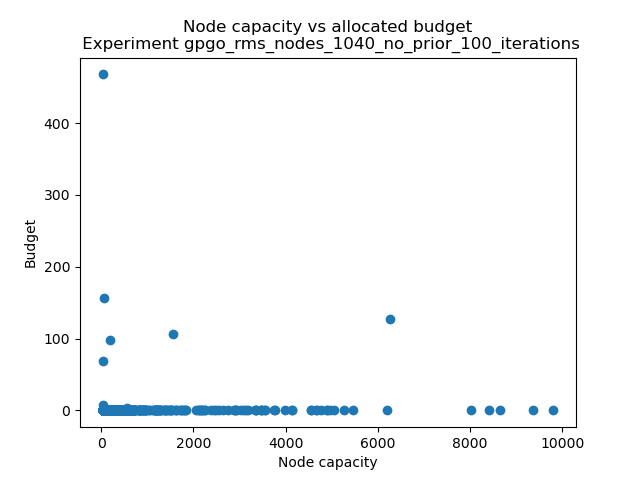 Node capacity vs allocated budget
Experiment gpgo_rms_nodes_1040_no_prior_100_iterations
400
300
200
100
0
Budget
0 2000 4000 6000 8000 10000
Node capacity